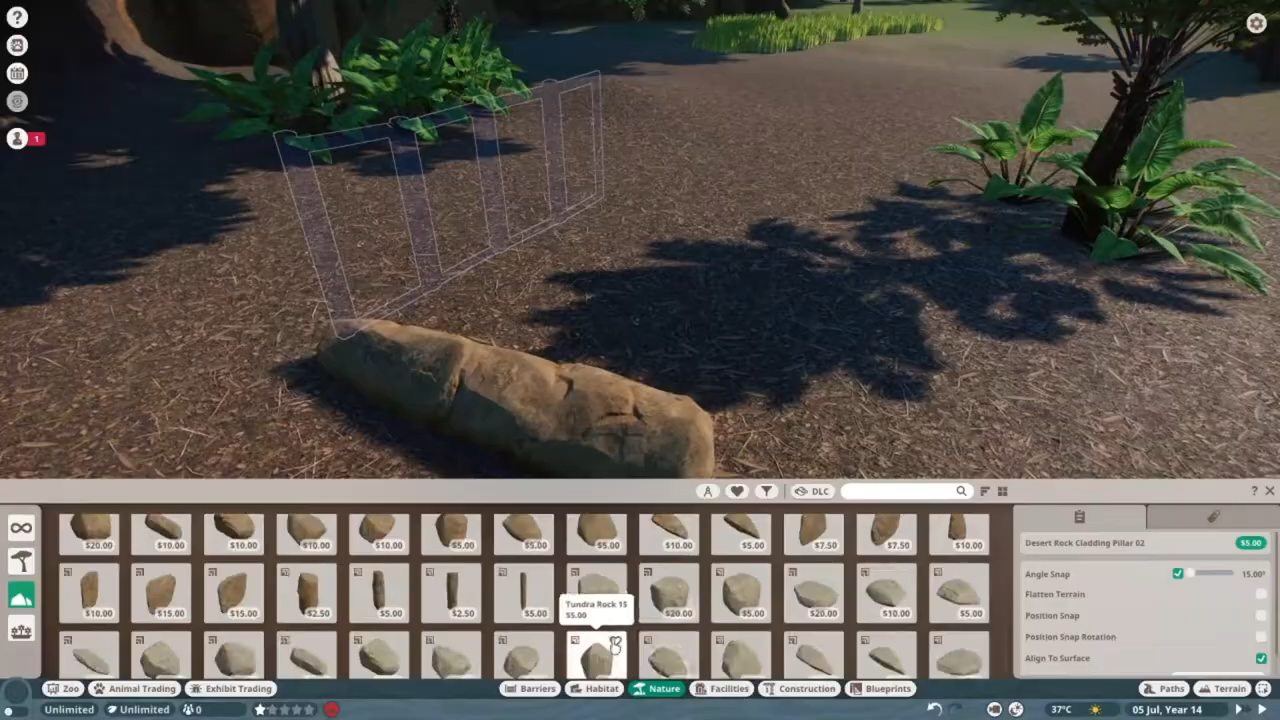 ?
1
DLC
? ×
$20.00 $10.00 $10.00 $10.00 $10.00 $5.00 $5.00 $5.00 $10.00 $5.00 $7.50 $7.50 $10.00
Desert Rock Cladding Pillar 02 $5.00
Angle Snap 15.00°
Flatten Terrain
Position Snap
Position Snap Rotation
Align To Surface
$10.00 $15.00 $15.00 $2.50 $5.00 $2.50 $5.00 $20.00 $5.00 $20.00 $10.00 $5.00
Tundra Rock 15
$5.00
Zoo Animal Trading Exhibit Trading Barriers Habitat Nature Facilities Construction Blueprints Paths Terrain
Unlimited Unlimited 0 37°C 05 Jul, Year 14